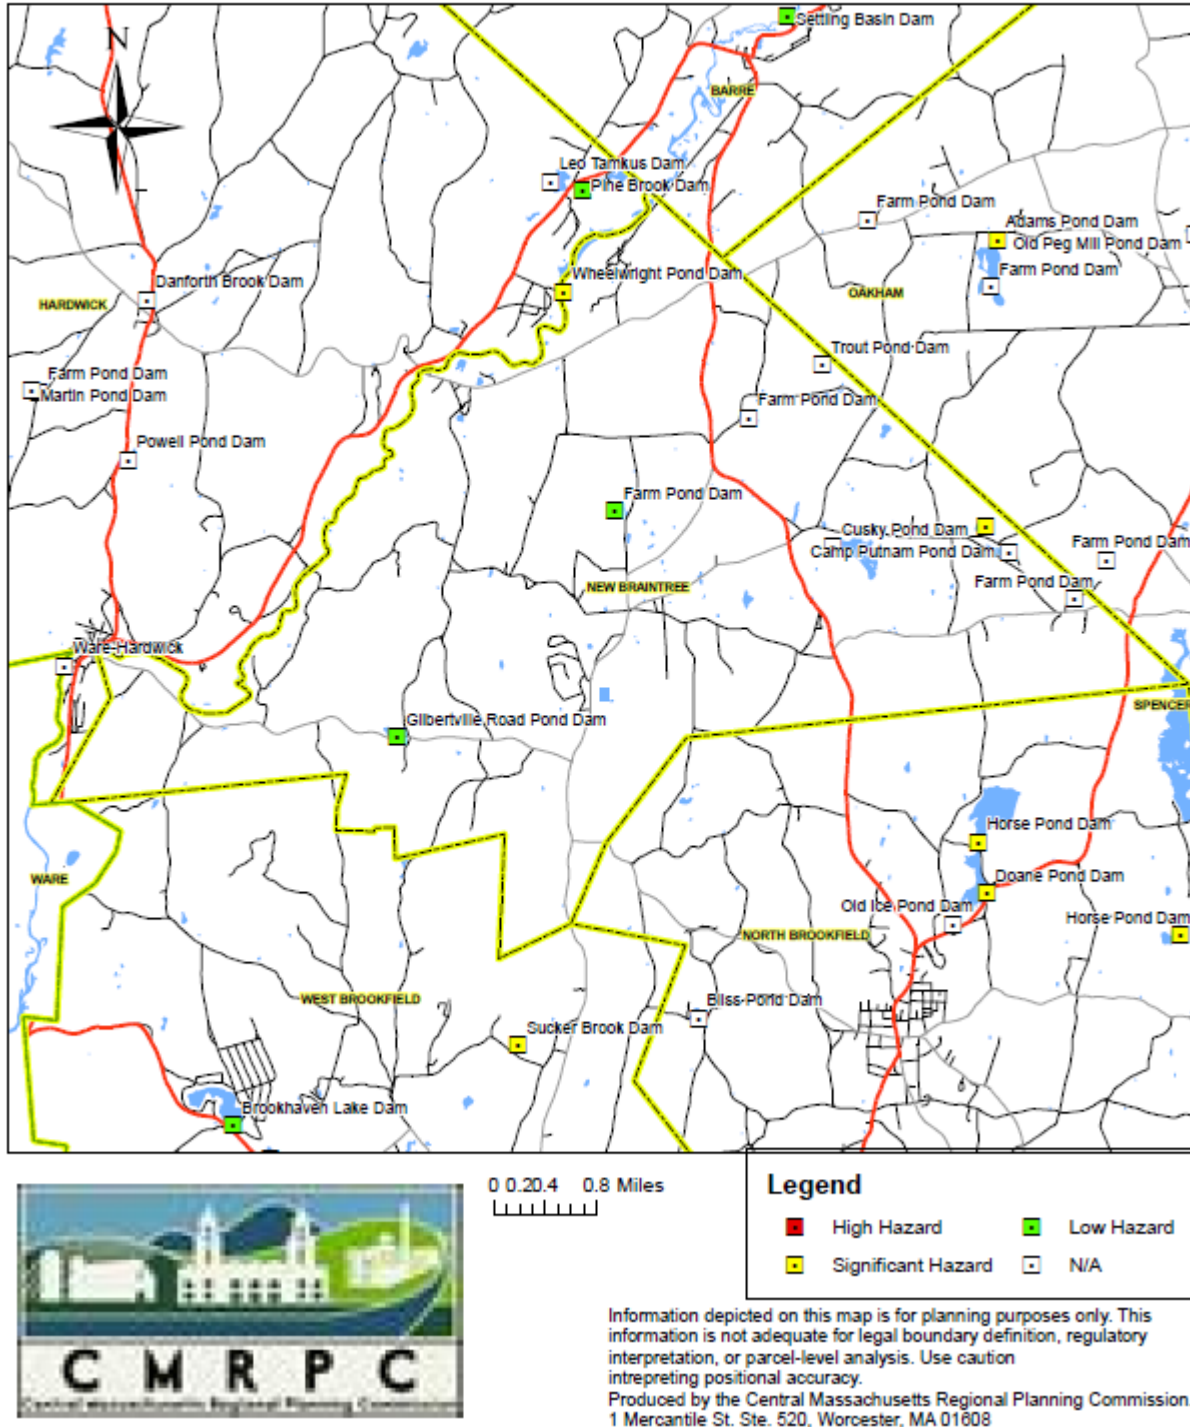 Settling Basin Dam
N
BARRE
Leo Tamkus Dam
Pine Brook Dam
Farm Pond Dam
Adams Pond Dam
Old Peg Mill Pond Dam
Wheelwright Pond Dam
Farm Pond Dam
Danforth Brook Dam
HARDWICK
OAKHAM
Trout Pond Dam
Farm Pond Dam
Martin Pond Dam
Farm Pond Dam
Powell Pond Dam
Farm Pond Dam
Cusky Pond Dam
Camp Putnam Pond Dam
Farm Pond Dam
Farm Pond Dam
NEW BRAINTREE
Ware-Hardwick
SPENCER
Gilbertville Road Pond Dam
Horse Pond Dam
WARE
Doane Pond Dam
Old Ice Pond Dam
Horse Pond Dam
NORTH BROOKFIELD
WEST BROOKFIELD
Bliss Pond Dam
Sucker Brook Dam
Brookhaven Lake Dam
0 0.20.4 0.8 Miles
Legend
High Hazard
Low Hazard
Significant Hazard
N/A
CMRPC
Central Massachusetts Regional Planning Commission
Information depicted on this map is for planning purposes only. This
information is not adequate for legal boundary definition, regulatory
interpretation, or parcel-level analysis. Use caution
intrepreting positional accuracy.
Produced by the Central Massachusetts Regional Planning Commission
1 Mercantile St. Ste. 520, Worcester, MA 01608